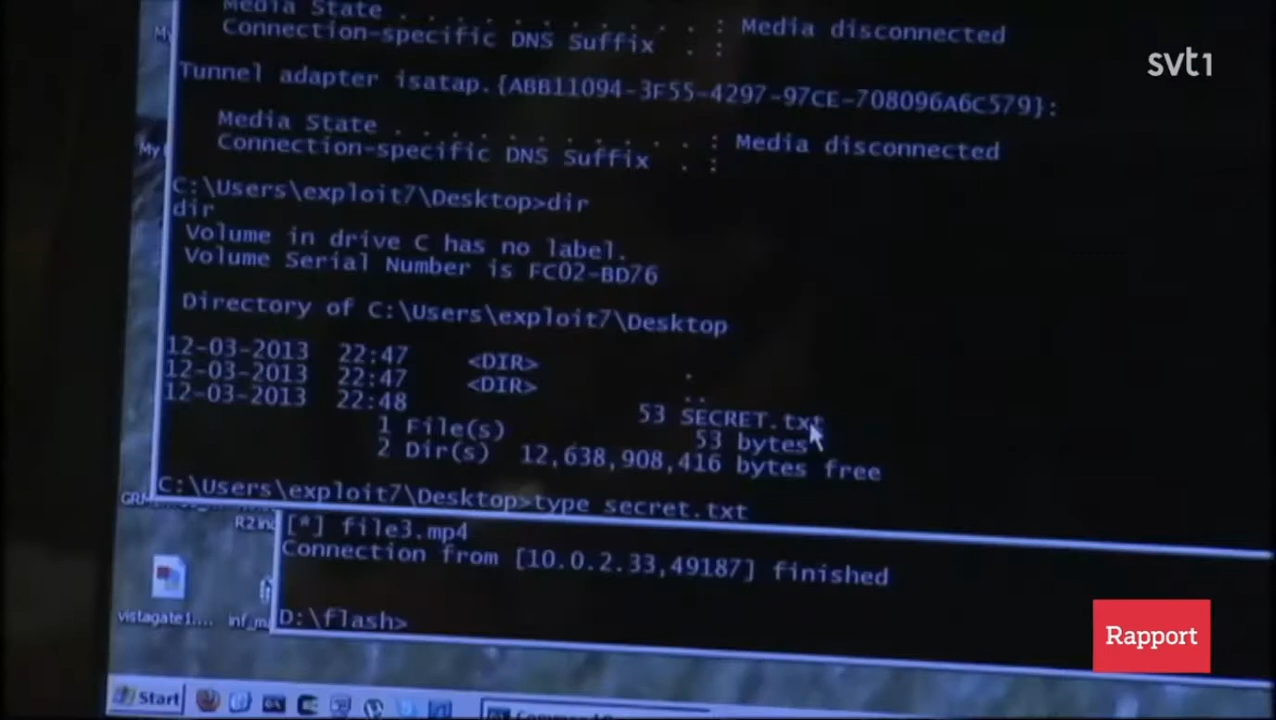 Media State . . . . . . . . . . . : Media disconnected
Connection-specific DNS Suffix . :
svt1
Tunnel adapter isatap.{ABB11094-3F55-4297-97CE-708096A6C579}:
Media State . . . . . . . . . . . : Media disconnected
Connection-specific DNS Suffix . :
C:\Users\exploit7\Desktop>dir
dir
Volume in drive C has no label.
Volume Serial Number is FC02-BD76
Directory of C:\Users\exploit7\Desktop
12-03-2013 22:47 <DIR> .
12-03-2013 22:47 <DIR> ..
12-03-2013 22:48 53 SECRET.txt
1 File(s) 53 bytes
2 Dir(s) 12,638,908,416 bytes free
C:\Users\exploit7\Desktop>type secret.txt
[*] file3.mp4
Connection from [10.0.2.33,49187] finished
D:\flash>
vistagate1....
Rapport
Start